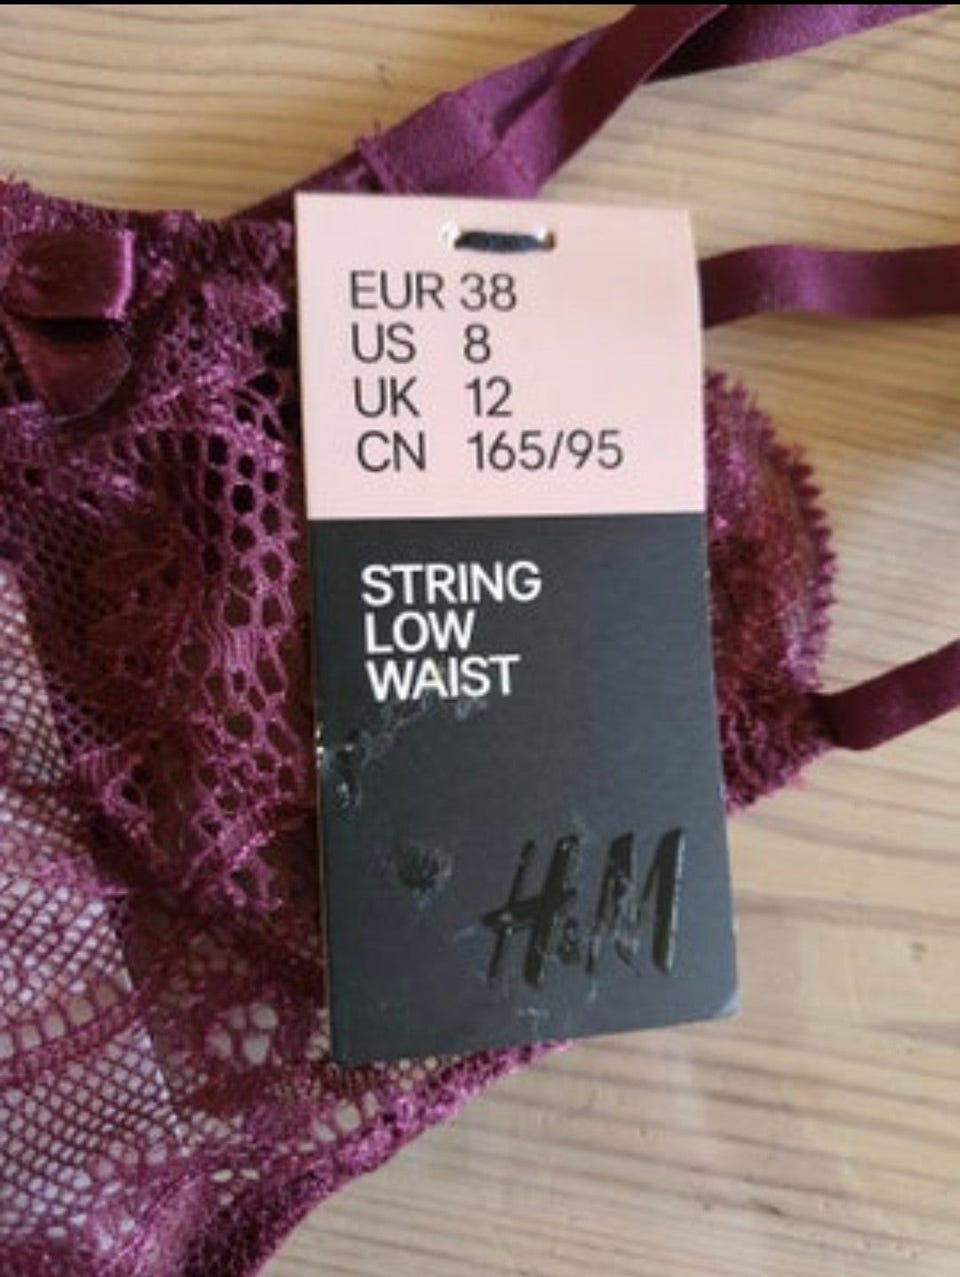 EUR 38
US 8
UK 12
CN 165/95
STRING
LOW
WAIST
H&M